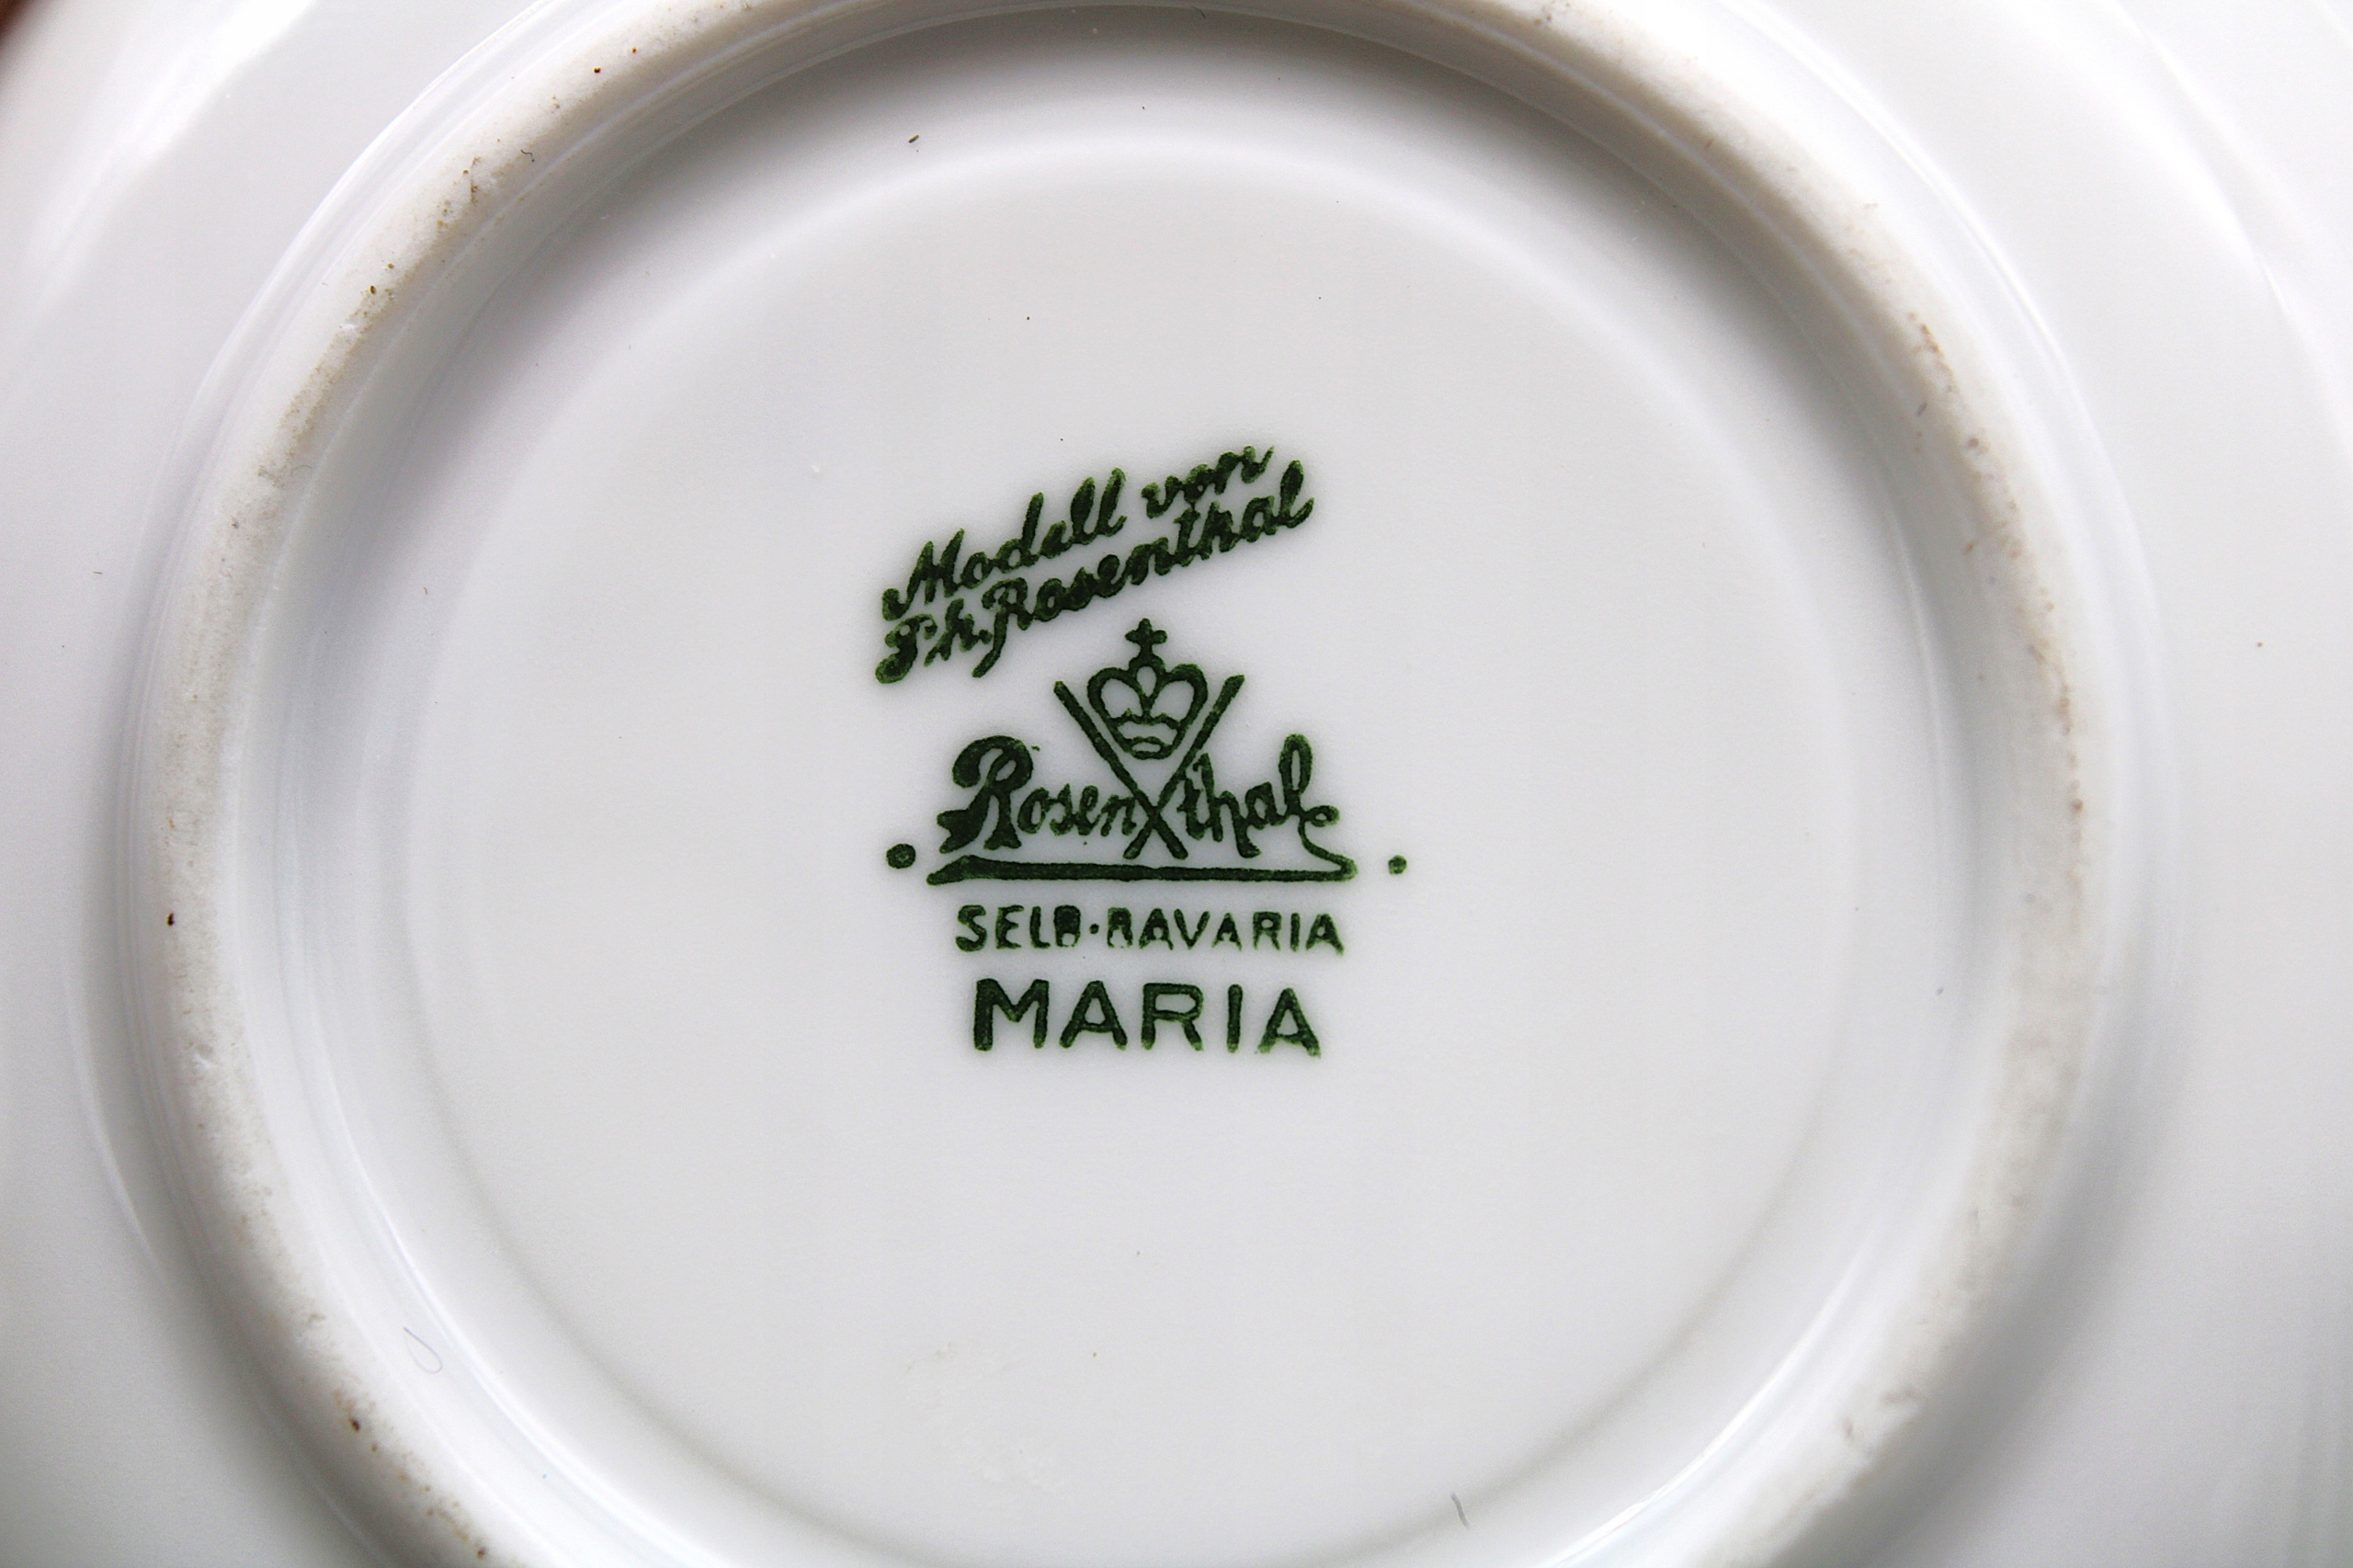 Modell von
Ph. Rosenthal
Rosenthal
SELB·BAVARIA
MARIA